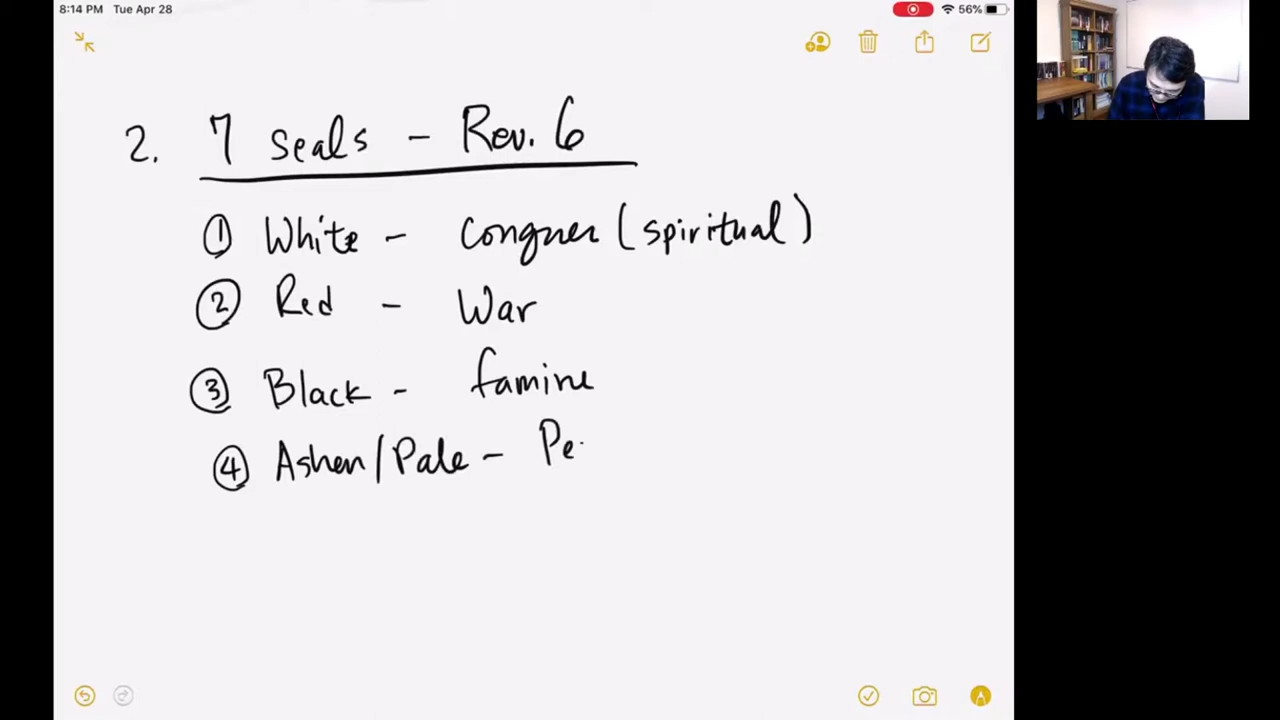 8:14 PM Tue Apr 28 56%
2. 7 seals - Rev. 6
① White - Conquer (spiritual)
② Red - War
③ Black - famine
④ Ashen/Pale - Pe